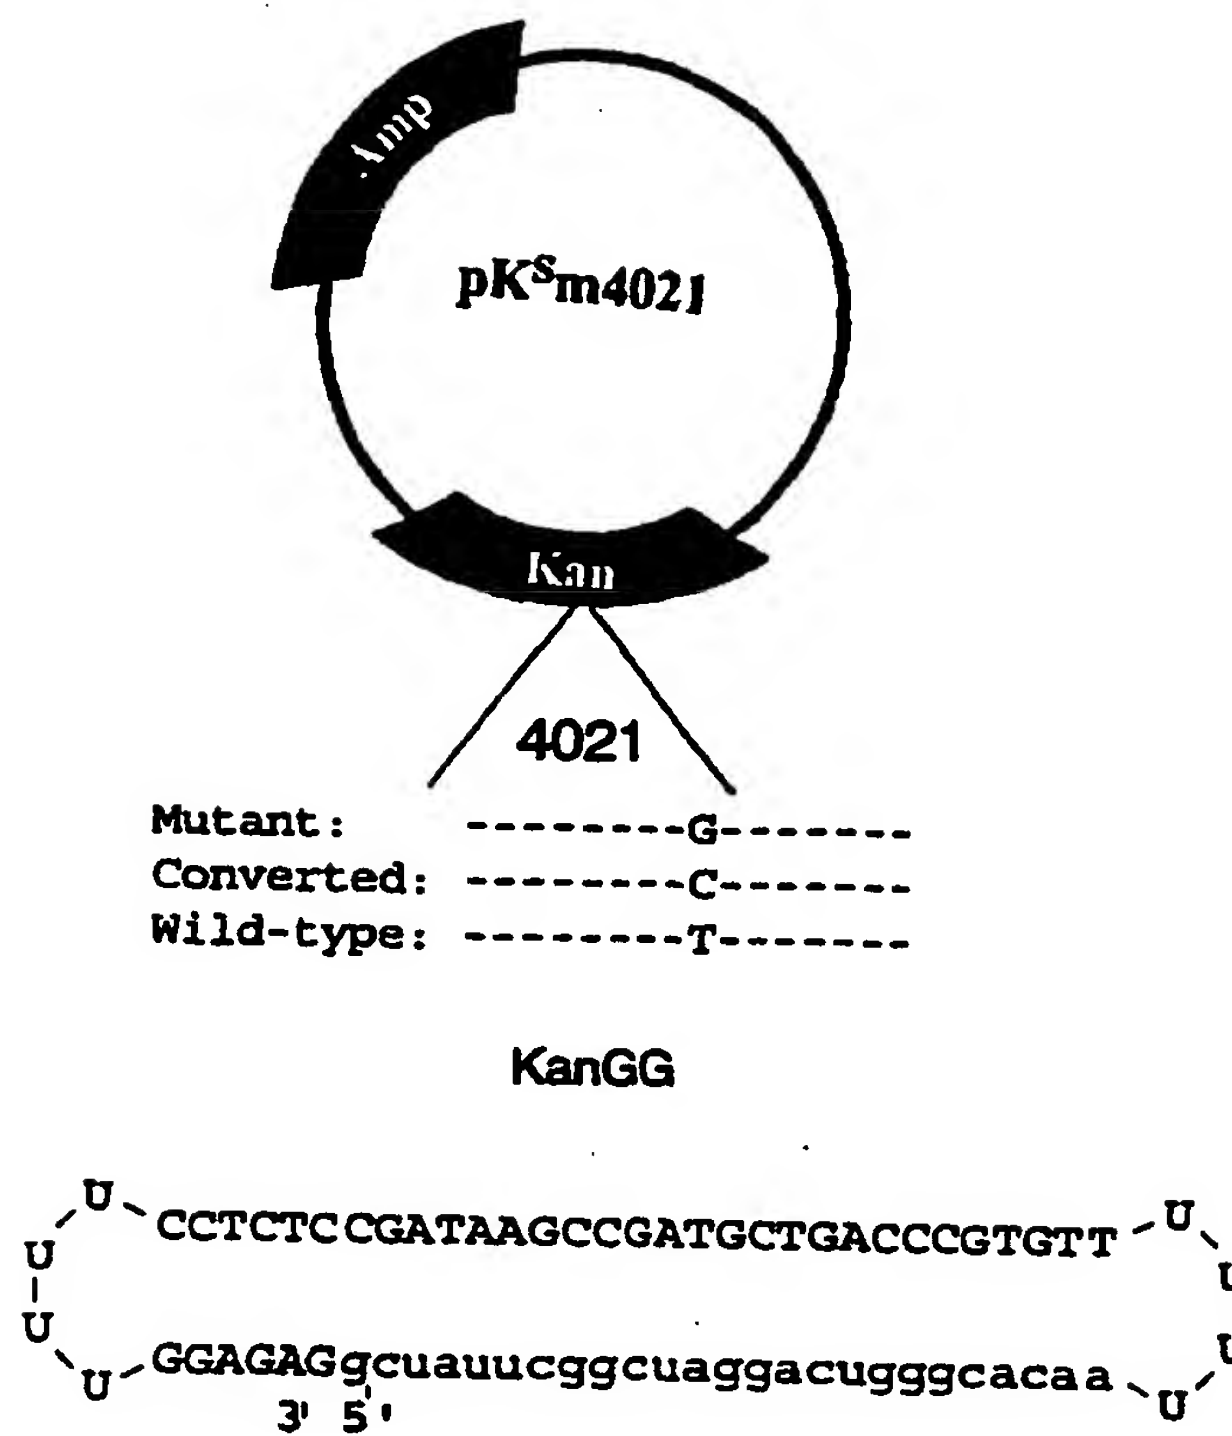 Amp
pKˢm4021
Kan
4021
Mutant: --------G-------
Converted: --------C-------
Wild-type: --------T-------
KanGG
U CCTCTCCGATAAGCCGATGCTGACCCGTGTT U
U U
U U
U GGAGAGgcuauucggcuaggacugggcacaa U
3' 5'